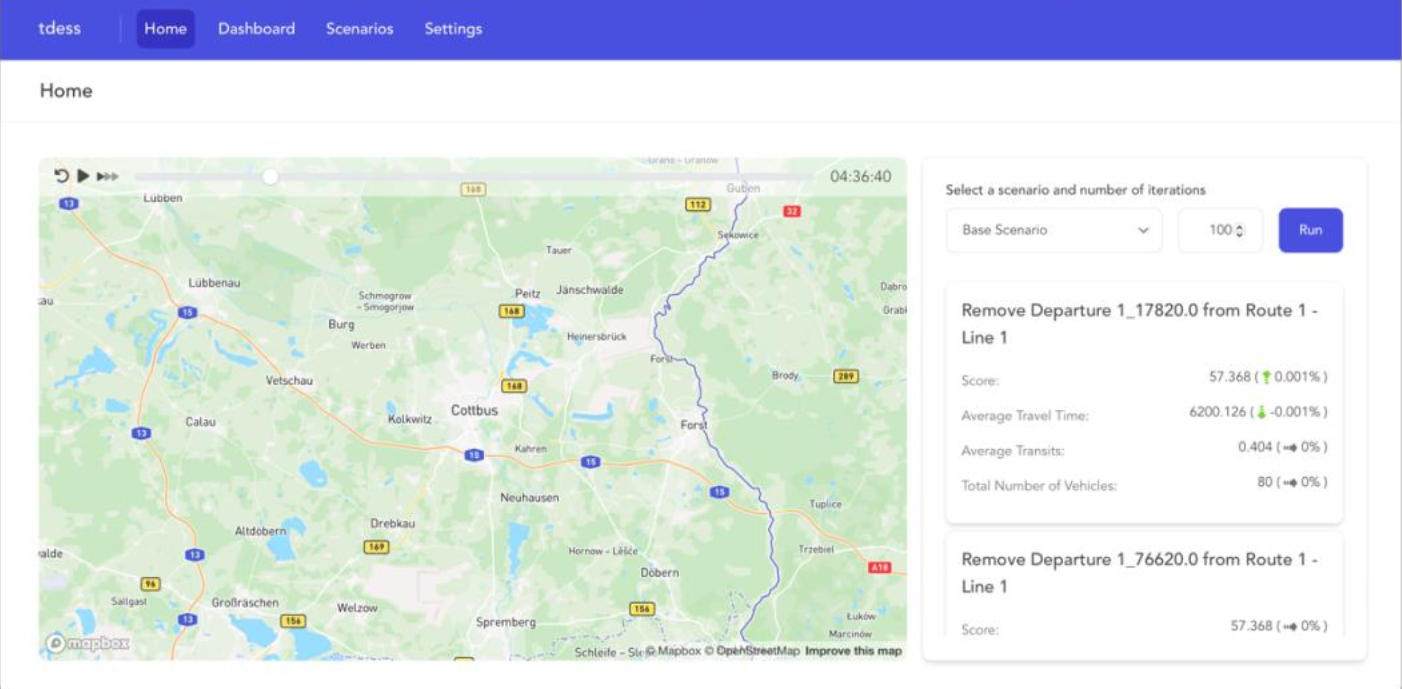 tdess
Home
Dashboard
Scenarios
Settings
Home
04:36:40
Guben
168
13
Lübben
112
32
Sękowice
Tauer
Lübbenau
Peitz
Jänschwalde
Schmogrow
- Smogorjow
15
168
Burg
Heinersbrück
Werben
Forst
Vetschau
168
Brody
289
Cottbus
Kolkwitz
Calau
Forst
13
15
Kahren
15
15
Neuhausen
Tuplice
Drebkau
Altdöbern
169
Hornow - Lěšće
Trzebiel
13
Döbern
A18
96
Sallgast
Großräschen
Welzow
156
156
13
Spremberg
Łuków
Marcinów
mapbox
Schleife - Sl
© Mapbox © OpenStreetMap Improve this map
Select a scenario and number of iterations
Base Scenario
100
Run
Remove Departure 1_17820.0 from Route 1 -
Line 1
Score: 57.368 ( 0.001% )
Average Travel Time: 6200.126 ( -0.001% )
Average Transits: 0.404 ( 0% )
Total Number of Vehicles: 80 ( 0% )
Remove Departure 1_76620.0 from Route 1 -
Line 1
Score: 57.368 ( 0% )